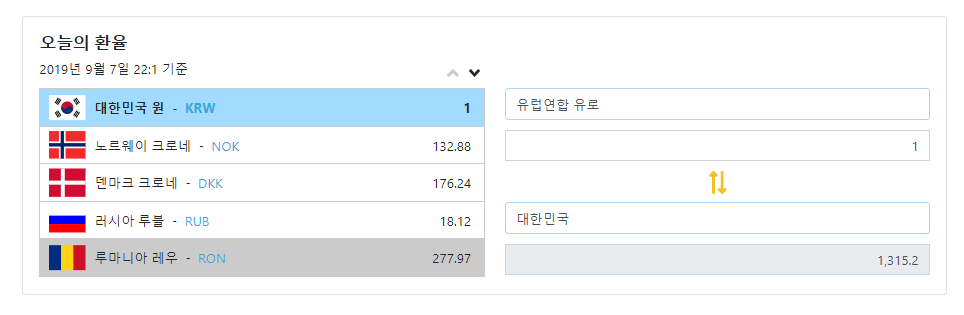 오늘의 환율
2019년 9월 7일 22:1 기준
대한민국 원 - KRW 1
노르웨이 크로네 - NOK 132.88
덴마크 크로네 - DKK 176.24
러시아 루블 - RUB 18.12
루마니아 레우 - RON 277.97
유럽연합 유로
1
대한민국
1,315.2